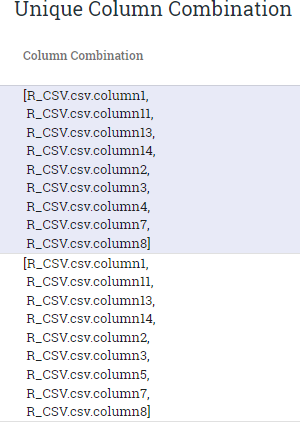 Unique Column Combination
Column Combination
[R_CSV.csv.column1,
R_CSV.csv.column11,
R_CSV.csv.column13,
R_CSV.csv.column14,
R_CSV.csv.column2,
R_CSV.csv.column3,
R_CSV.csv.column4,
R_CSV.csv.column7,
R_CSV.csv.column8]
[R_CSV.csv.column1,
R_CSV.csv.column11,
R_CSV.csv.column13,
R_CSV.csv.column14,
R_CSV.csv.column2,
R_CSV.csv.column3,
R_CSV.csv.column5,
R_CSV.csv.column7,
R_CSV.csv.column8]